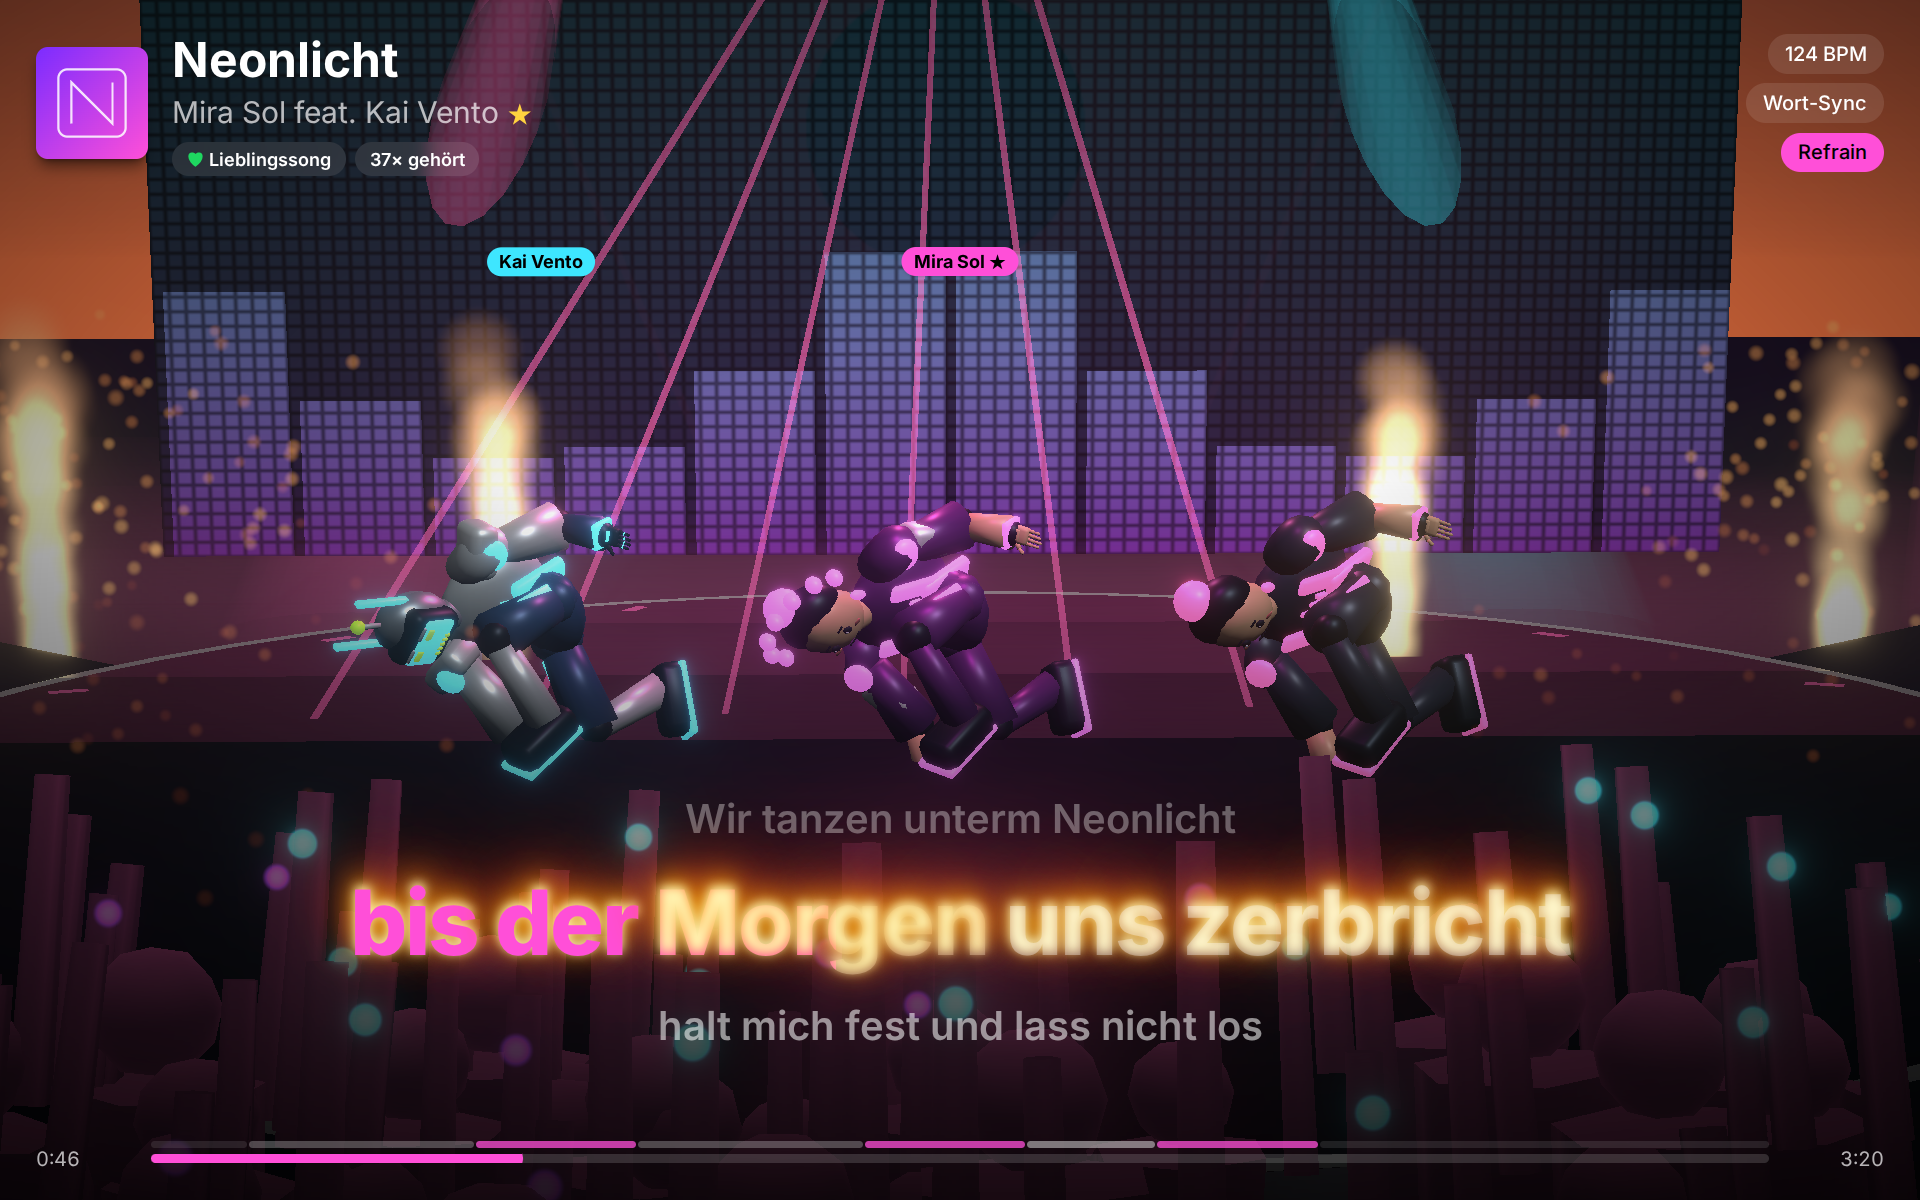 N
Neonlicht
Mira Sol feat. Kai Vento ★
Lieblingssong
37× gehört
124 BPM
Wort-Sync
Refrain
Kai Vento
Mira Sol ★
Wir tanzen unterm Neonlicht
bis der Morgen uns zerbricht
halt mich fest und lass nicht los
0:46
3:20